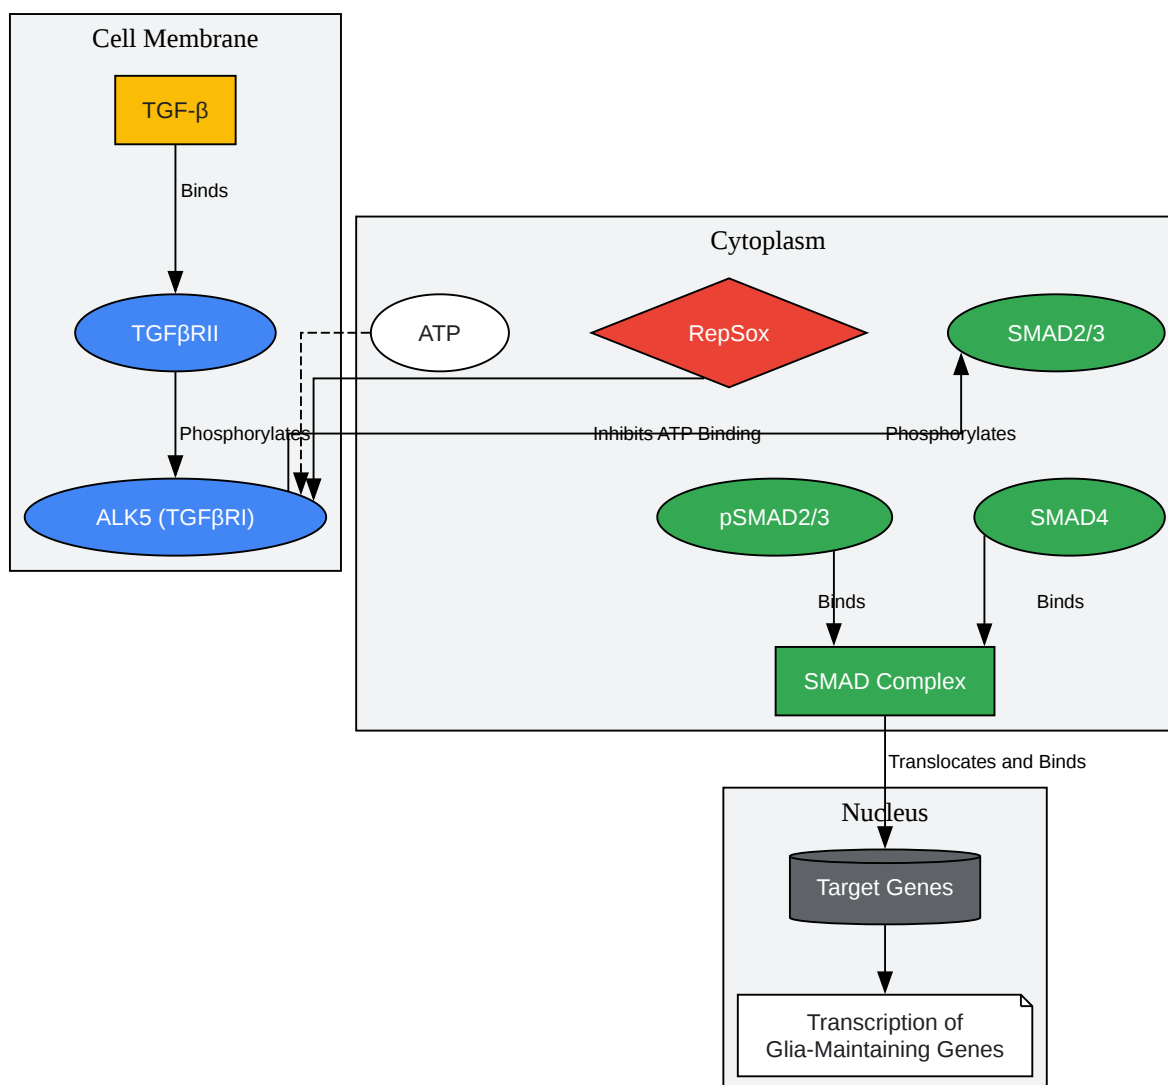 Cell Membrane
TGF-β
Binds
Cytoplasm
TGFβRII
ATP
RepSox
SMAD2/3
Phosphorylates
Inhibits ATP Binding
Phosphorylates
ALK5 (TGFβRI)
pSMAD2/3
SMAD4
Binds
Binds
SMAD Complex
Translocates and Binds
Nucleus
Target Genes
Transcription of
Glia-Maintaining Genes